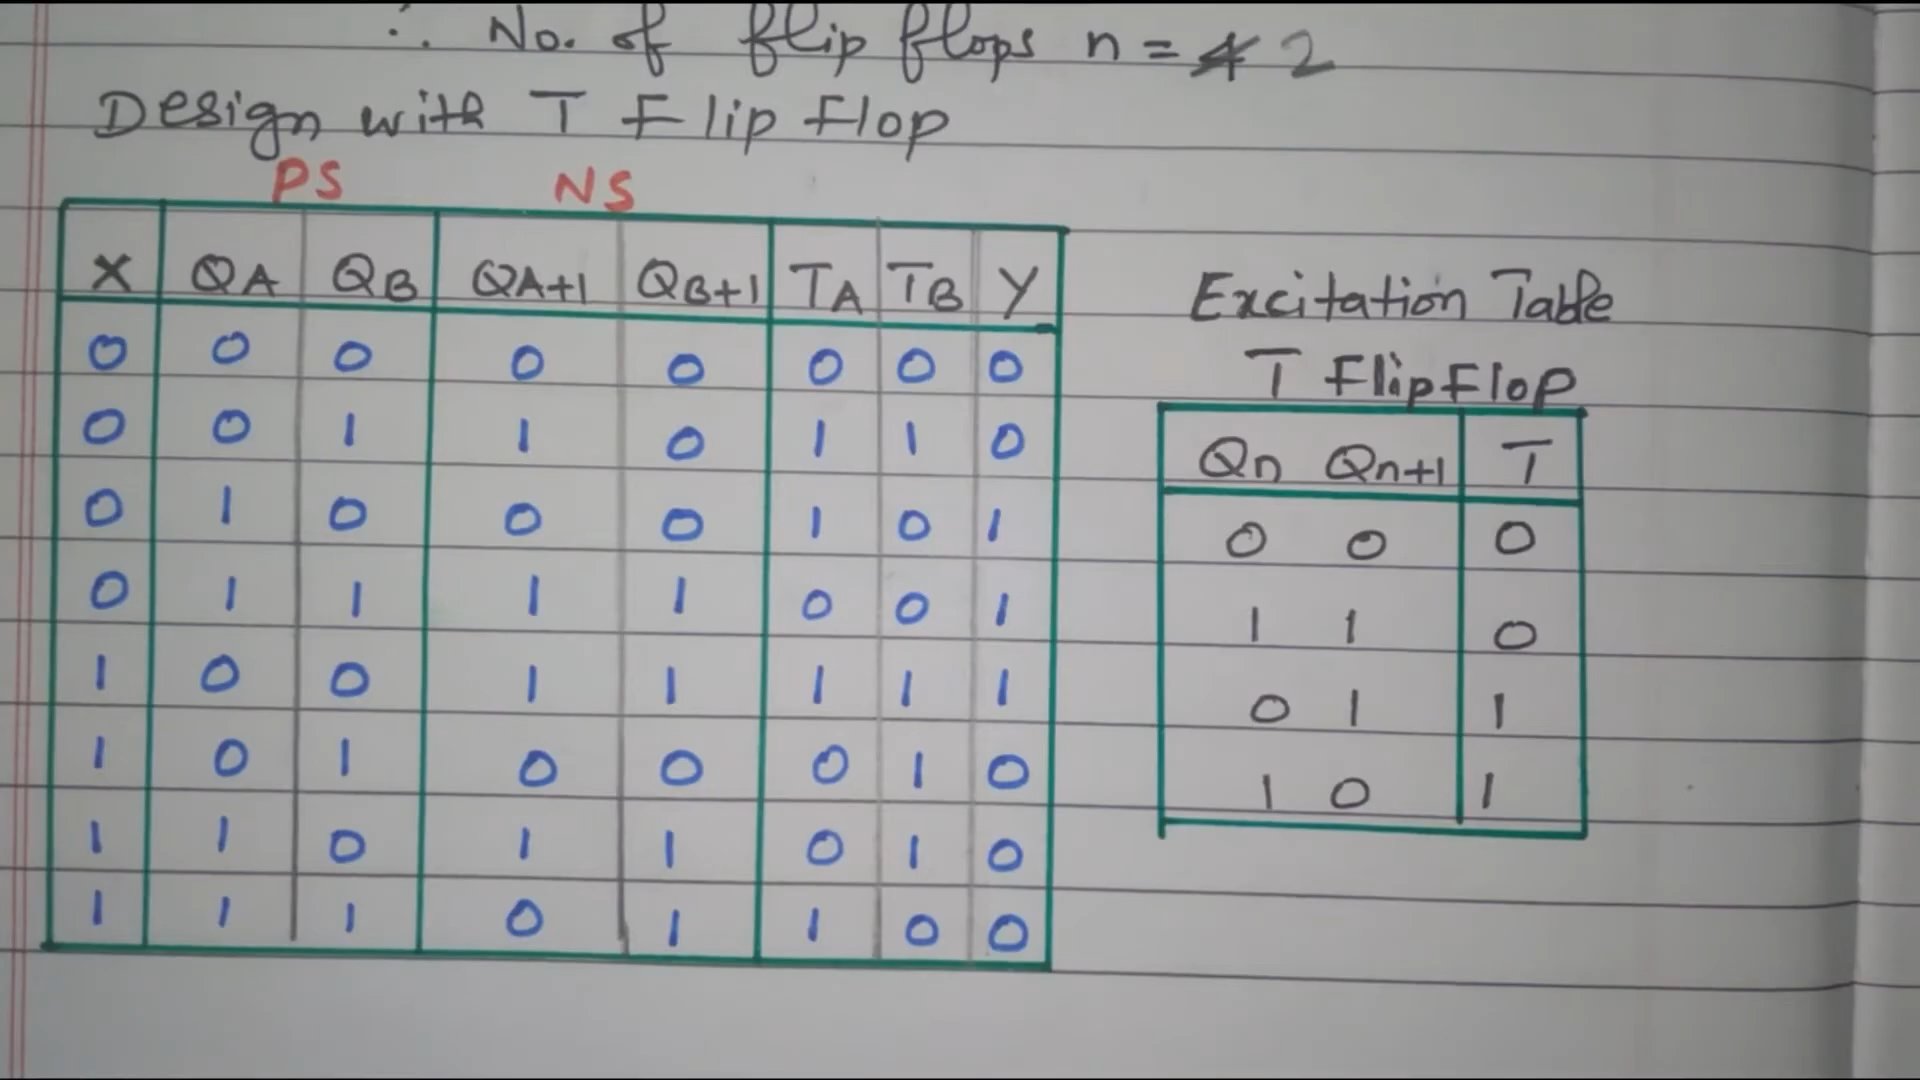 ∴ No. of flip flops n = 4 2
Design with T Flip Flop
PS NS
X QA QB QA+1 QB+1 TA TB Y
0 0 0 0 0 0 0 0
0 0 1 1 0 1 1 0
0 1 0 0 0 1 0 1
0 1 1 1 1 0 0 1
1 0 0 1 1 1 1 1
1 0 1 0 0 0 1 0
1 1 0 1 1 0 1 0
1 1 1 0 1 1 0 0
Excitation Table
T FlipFlop
Qn Qn+1 T
0 0 0
1 1 0
0 1 1
1 0 1